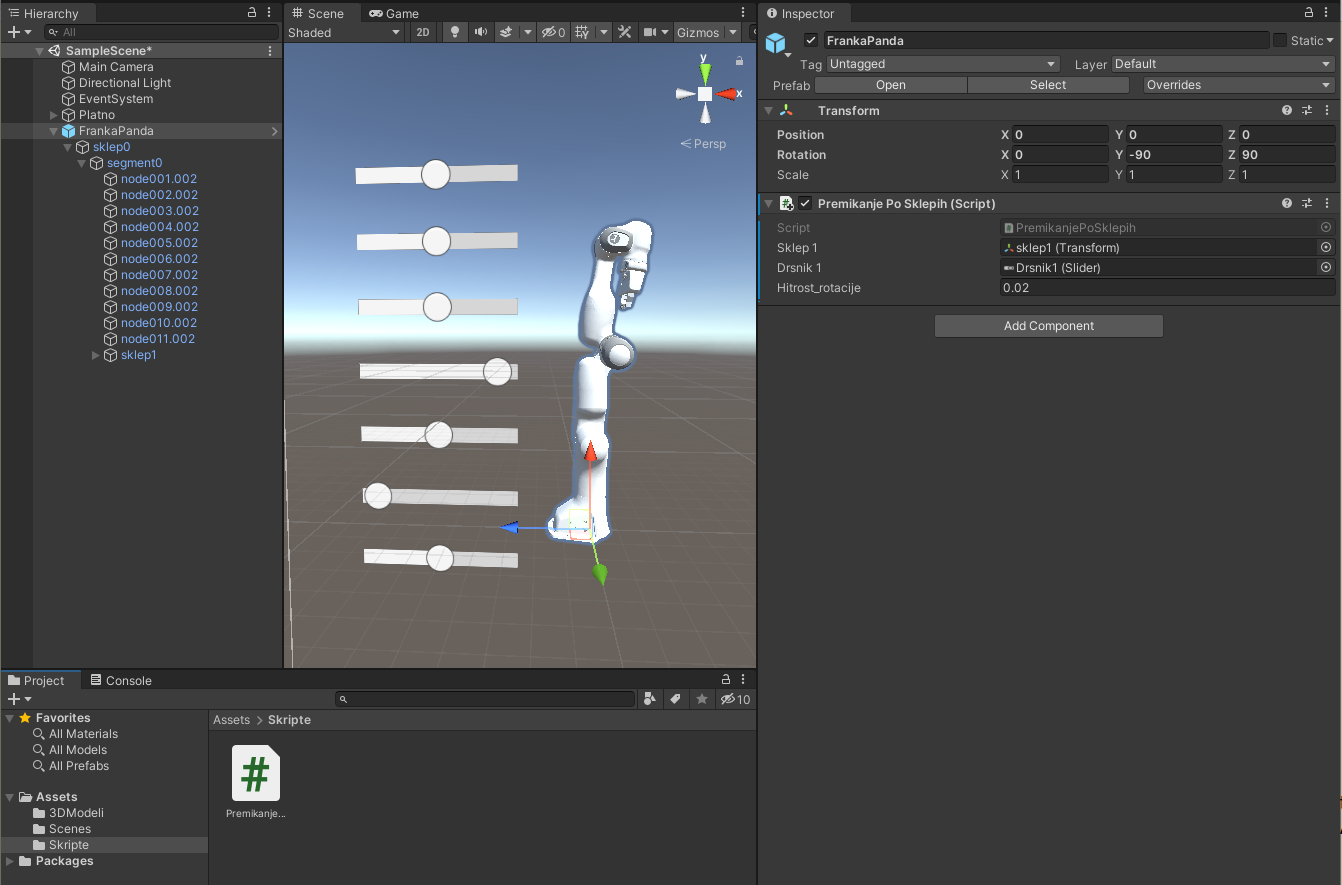 Hierarchy
All
SampleScene*
Main Camera
Directional Light
EventSystem
Platno
FrankaPanda
sklep0
segment0
node001.002
node002.002
node003.002
node004.002
node005.002
node006.002
node007.002
node008.002
node009.002
node010.002
node011.002
sklep1
Scene Game
Shaded 2D 0 Gizmos
y
x
Persp
Inspector
FrankaPanda Static
Tag Untagged Layer Default
Prefab Open Select Overrides
Transform
Position X 0 Y 0 Z 0
Rotation X 0 Y -90 Z 90
Scale X 1 Y 1 Z 1
Premikanje Po Sklepih (Script)
Script PremikanjePoSklepih
Sklep 1 sklep1 (Transform)
Drsnik 1 Drsnik1 (Slider)
Hitrost_rotacije 0.02
Add Component
Project Console
10
Favorites
All Materials
All Models
All Prefabs
Assets
3DModeli
Scenes
Skripte
Packages
Assets > Skripte
#
Premikanje...